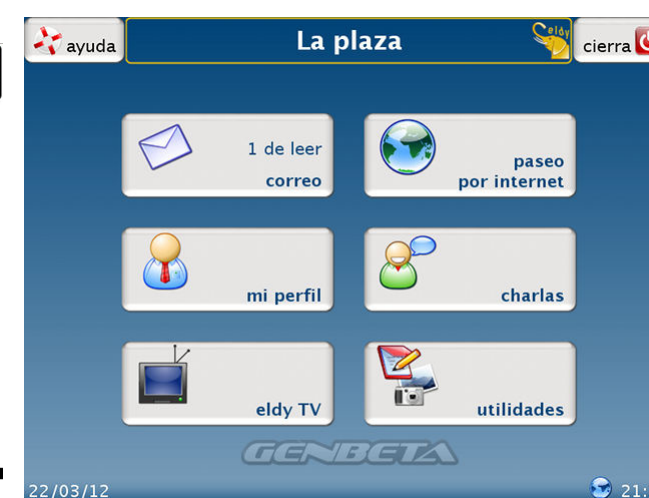 ayuda
La plaza
eldy
cierra
1 de leer
correo
paseo
por internet
mi perfil
charlas
eldy TV
utilidades
GENBETA
22/03/12
21: